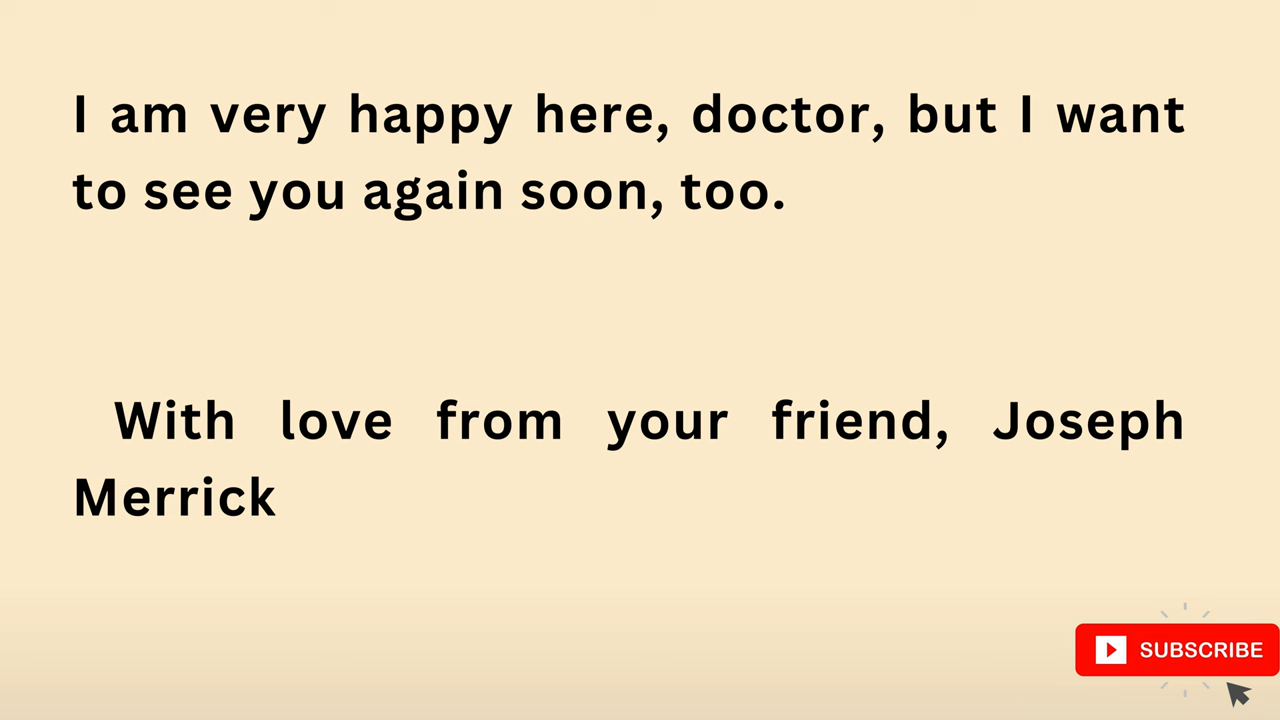 I am very happy here, doctor, but I want
to see you again soon, too.
With love from your friend, Joseph
Merrick
SUBSCRIBE